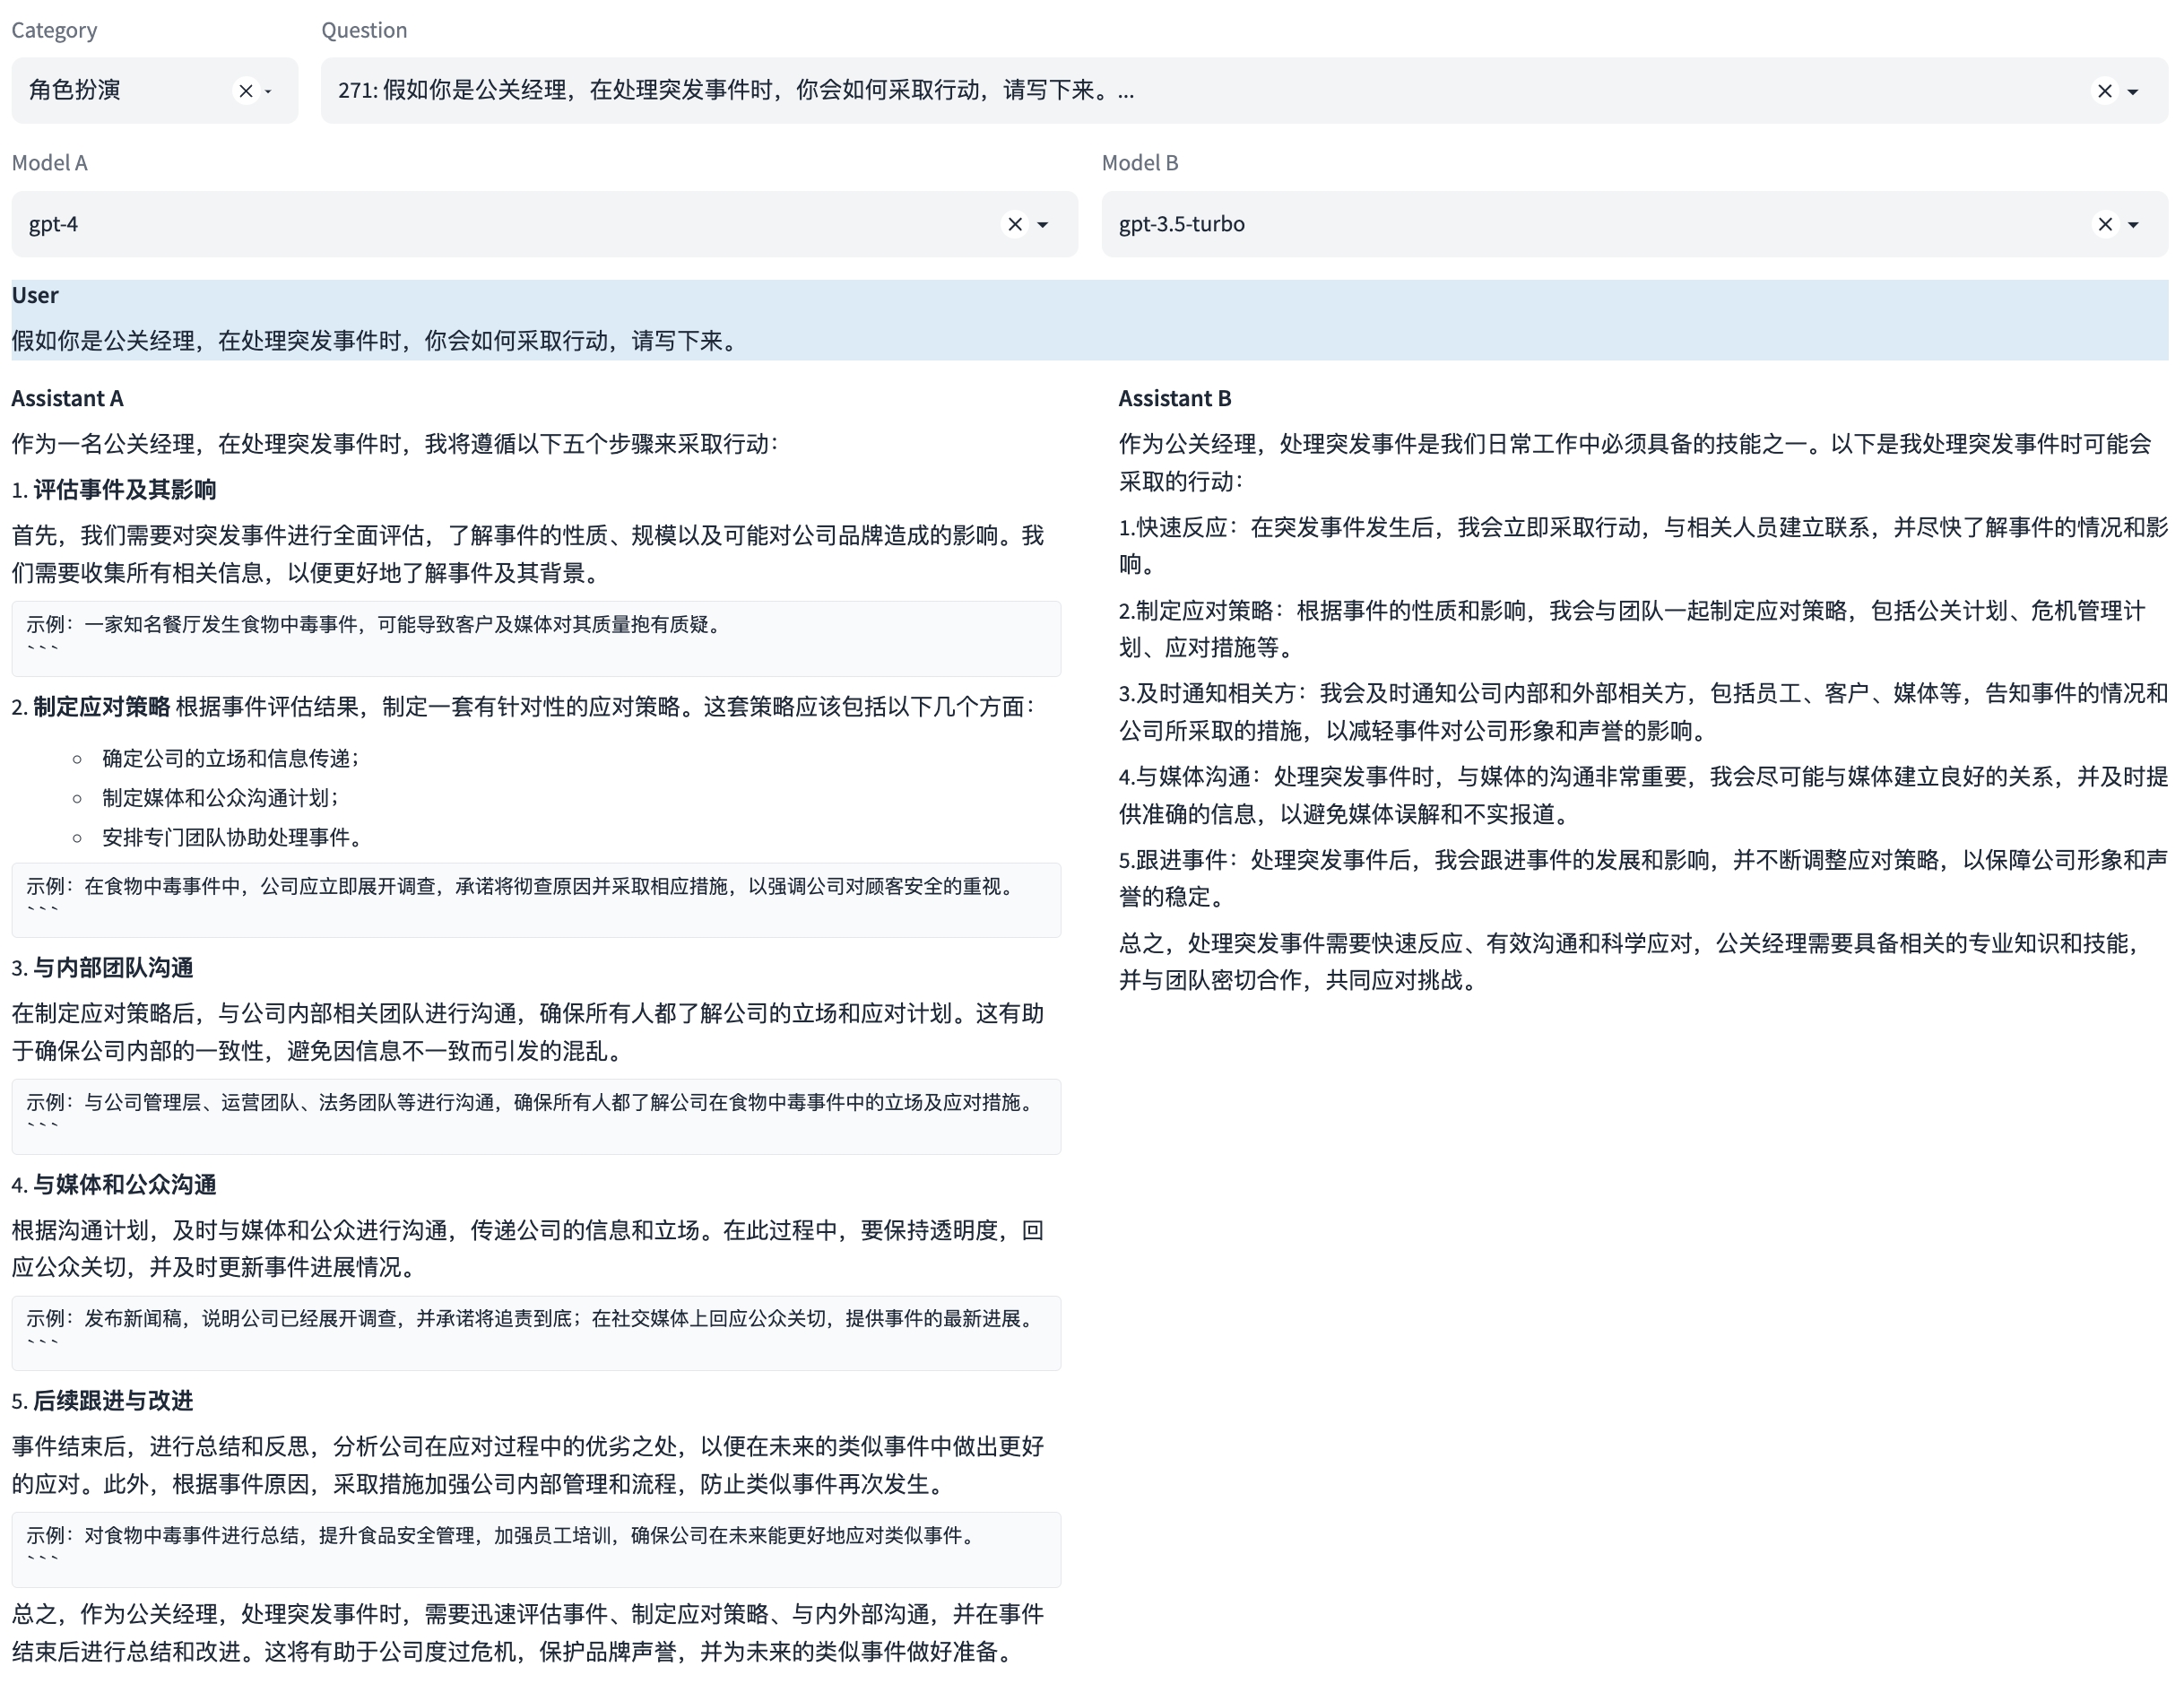 Category
Question
角色扮演
271: 假如你是公关经理，在处理突发事件时，你会如何采取行动，请写下来。...
Model A
Model B
gpt-4
gpt-3.5-turbo
User
假如你是公关经理，在处理突发事件时，你会如何采取行动，请写下来。
Assistant A
作为一名公关经理，在处理突发事件时，我将遵循以下五个步骤来采取行动：
1. 评估事件及其影响
首先，我们需要对突发事件进行全面评估，了解事件的性质、规模以及可能对公司品牌造成的影响。我
们需要收集所有相关信息，以便更好地了解事件及其背景。
示例：一家知名餐厅发生食物中毒事件，可能导致客户及媒体对其质量抱有质疑。
```
2. 制定应对策略 根据事件评估结果，制定一套有针对性的应对策略。这套策略应该包括以下几个方面：
确定公司的立场和信息传递；
制定媒体和公众沟通计划；
安排专门团队协助处理事件。
示例：在食物中毒事件中，公司应立即展开调查，承诺将彻查原因并采取相应措施，以强调公司对顾客安全的重视。
```
3. 与内部团队沟通
在制定应对策略后，与公司内部相关团队进行沟通，确保所有人都了解公司的立场和应对计划。这有助
于确保公司内部的一致性，避免因信息不一致而引发的混乱。
示例：与公司管理层、运营团队、法务团队等进行沟通，确保所有人都了解公司在食物中毒事件中的立场及应对措施。
```
4. 与媒体和公众沟通
根据沟通计划，及时与媒体和公众进行沟通，传递公司的信息和立场。在此过程中，要保持透明度，回
应公众关切，并及时更新事件进展情况。
示例：发布新闻稿，说明公司已经展开调查，并承诺将追责到底；在社交媒体上回应公众关切，提供事件的最新进展。
```
5. 后续跟进与改进
事件结束后，进行总结和反思，分析公司在应对过程中的优劣之处，以便在未来的类似事件中做出更好
的应对。此外，根据事件原因，采取措施加强公司内部管理和流程，防止类似事件再次发生。
示例：对食物中毒事件进行总结，提升食品安全管理，加强员工培训，确保公司在未来能更好地应对类似事件。
```
总之，作为公关经理，处理突发事件时，需要迅速评估事件、制定应对策略、与内外部沟通，并在事件
结束后进行总结和改进。这将有助于公司度过危机，保护品牌声誉，并为未来的类似事件做好准备。
Assistant B
作为公关经理，处理突发事件是我们日常工作中必须具备的技能之一。以下是我处理突发事件时可能会
采取的行动：
1.快速反应：在突发事件发生后，我会立即采取行动，与相关人员建立联系，并尽快了解事件的情况和影
响。
2.制定应对策略：根据事件的性质和影响，我会与团队一起制定应对策略，包括公关计划、危机管理计
划、应对措施等。
3.及时通知相关方：我会及时通知公司内部和外部相关方，包括员工、客户、媒体等，告知事件的情况和
公司所采取的措施，以减轻事件对公司形象和声誉的影响。
4.与媒体沟通：处理突发事件时，与媒体的沟通非常重要，我会尽可能与媒体建立良好的关系，并及时提
供准确的信息，以避免媒体误解和不实报道。
5.跟进事件：处理突发事件后，我会跟进事件的发展和影响，并不断调整应对策略，以保障公司形象和声
誉的稳定。
总之，处理突发事件需要快速反应、有效沟通和科学应对，公关经理需要具备相关的专业知识和技能，
并与团队密切合作，共同应对挑战。